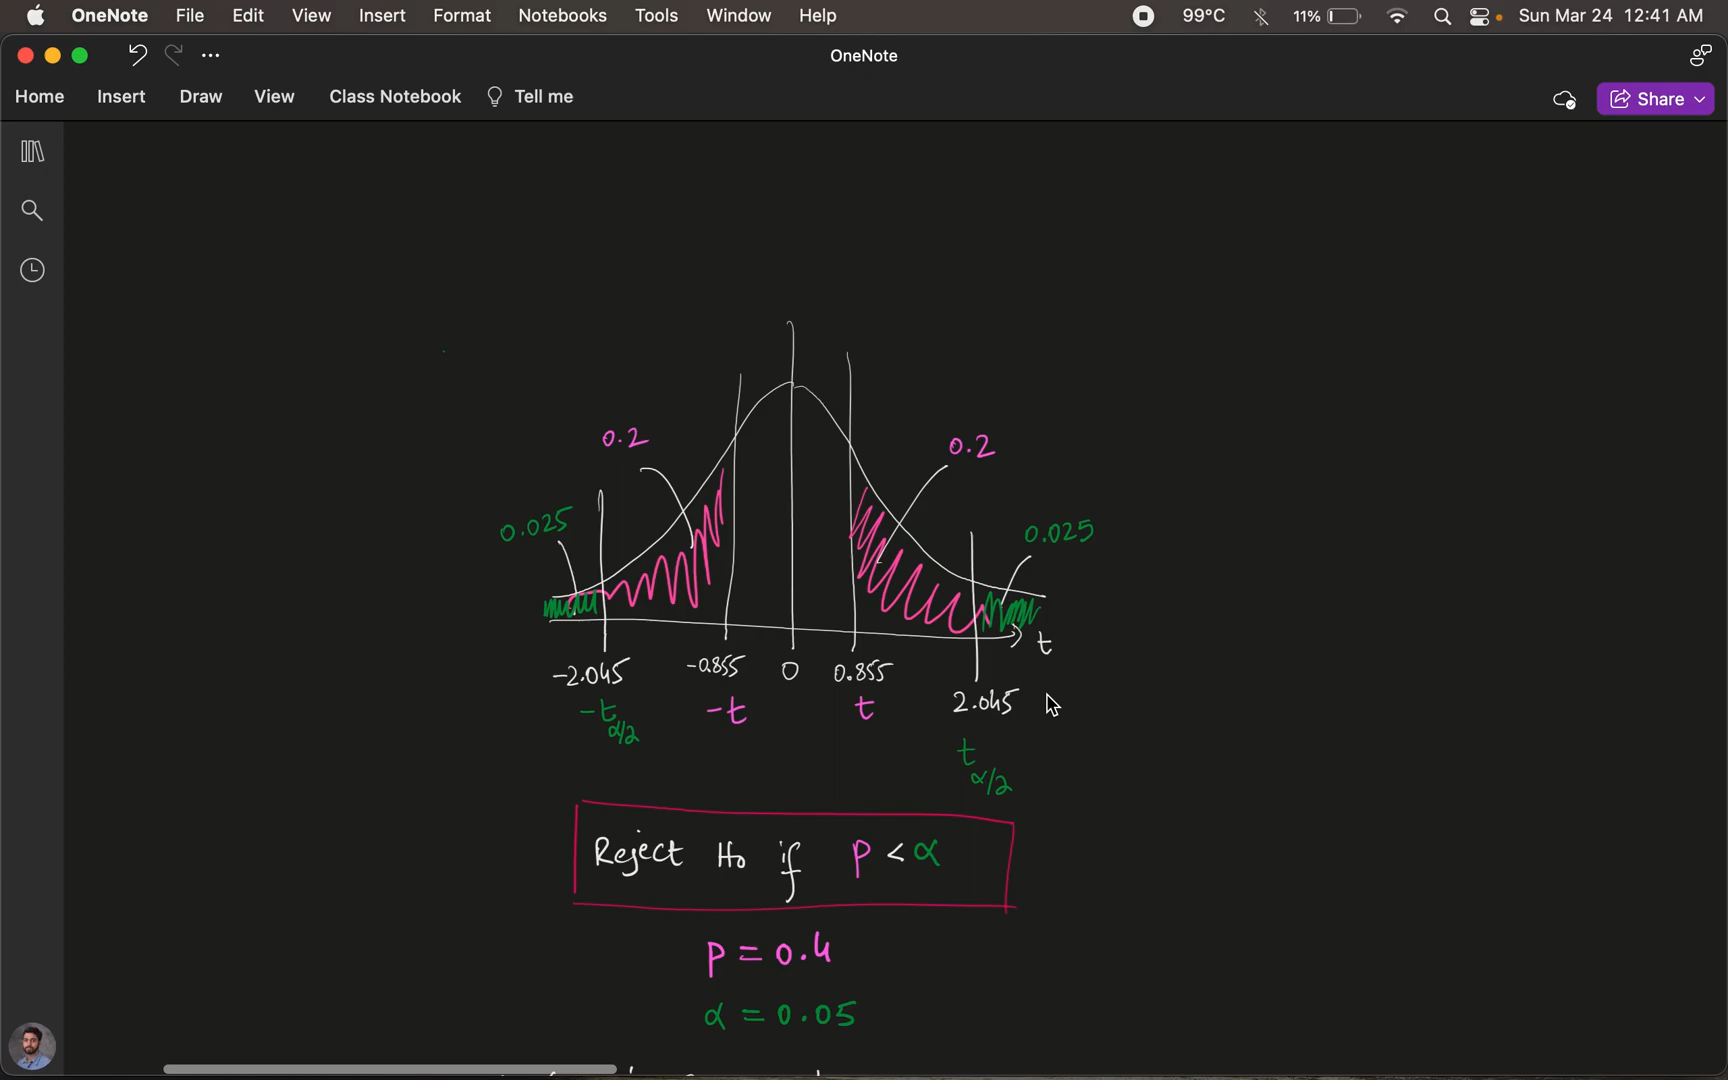 OneNote File Edit View Insert Format Notebooks Tools Window Help 99°C 11% Sun Mar 24 12:41 AM
OneNote
Home Insert Draw View Class Notebook Tell me Share
0.2 0.2
0.025 0.025
t
-2.045 -0.855 0 0.855 2.045
-t α/2 -t t t α/2
Reject H₀ if p < α
p = 0.4
α = 0.05